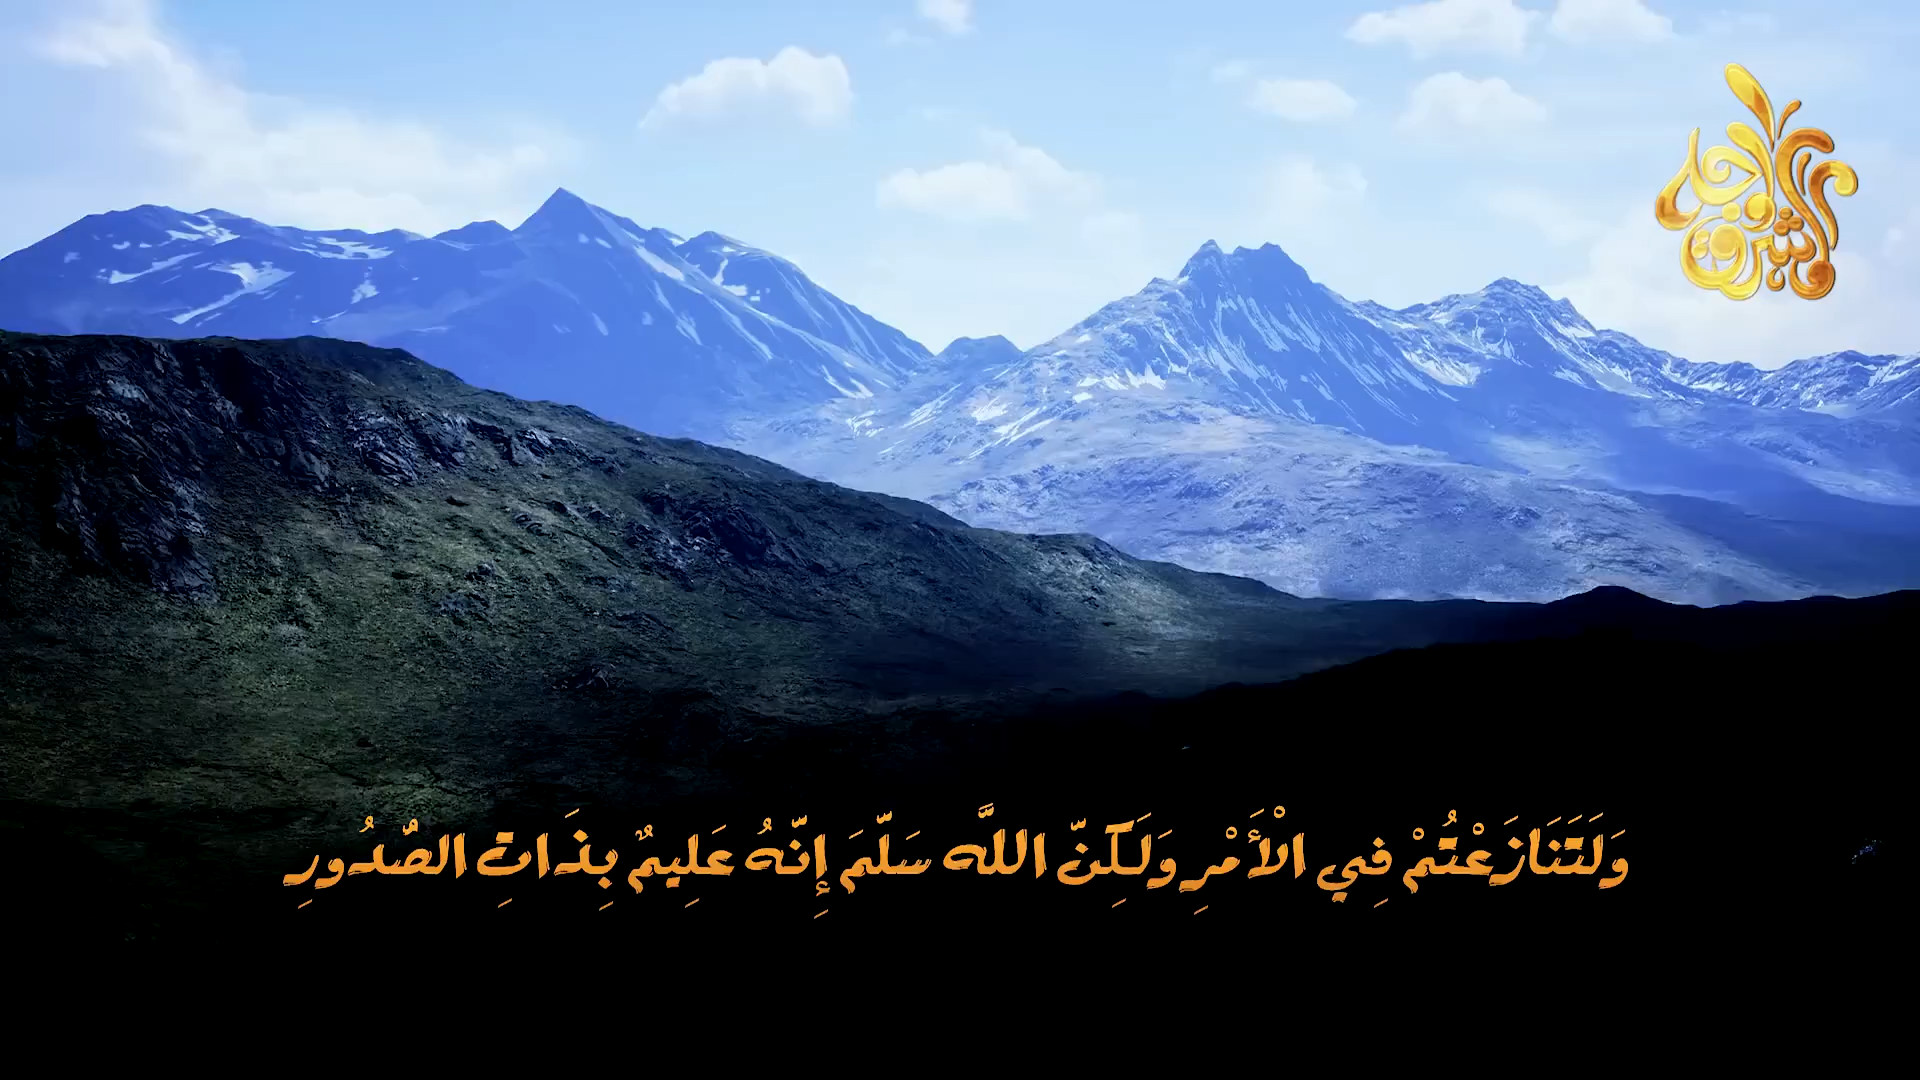 وَلَتَنَازَعْتُمْ فِي الْأَمْرِ وَلَكِنّ اللَّه سَلّمَ إِنّهُ عَلِيمٌ بِذَاتِ الصُّدُورِ